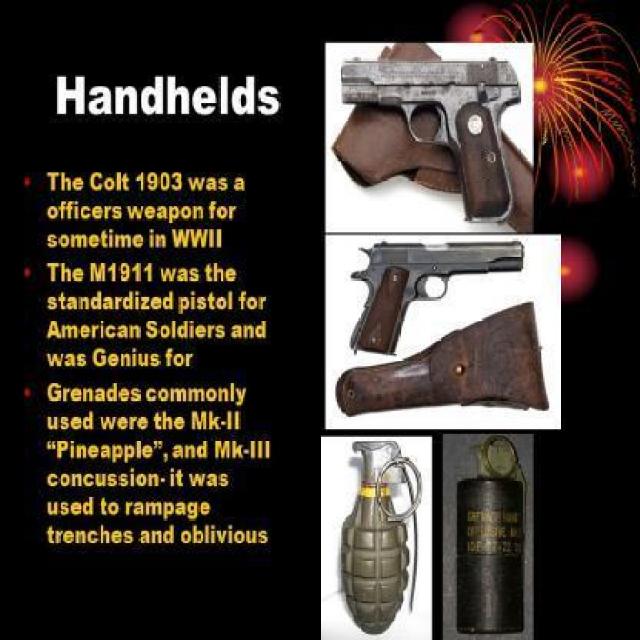 Handhelds
The Colt 1903 was a
officers weapon for
sometime in WWII
The M1911 was the
standardized pistol for
American Soldiers and
was Genius for
Grenades commonly
used were the Mk-II
“Pineapple”, and Mk-III
concussion- it was
used to rampage
trenches and oblivious